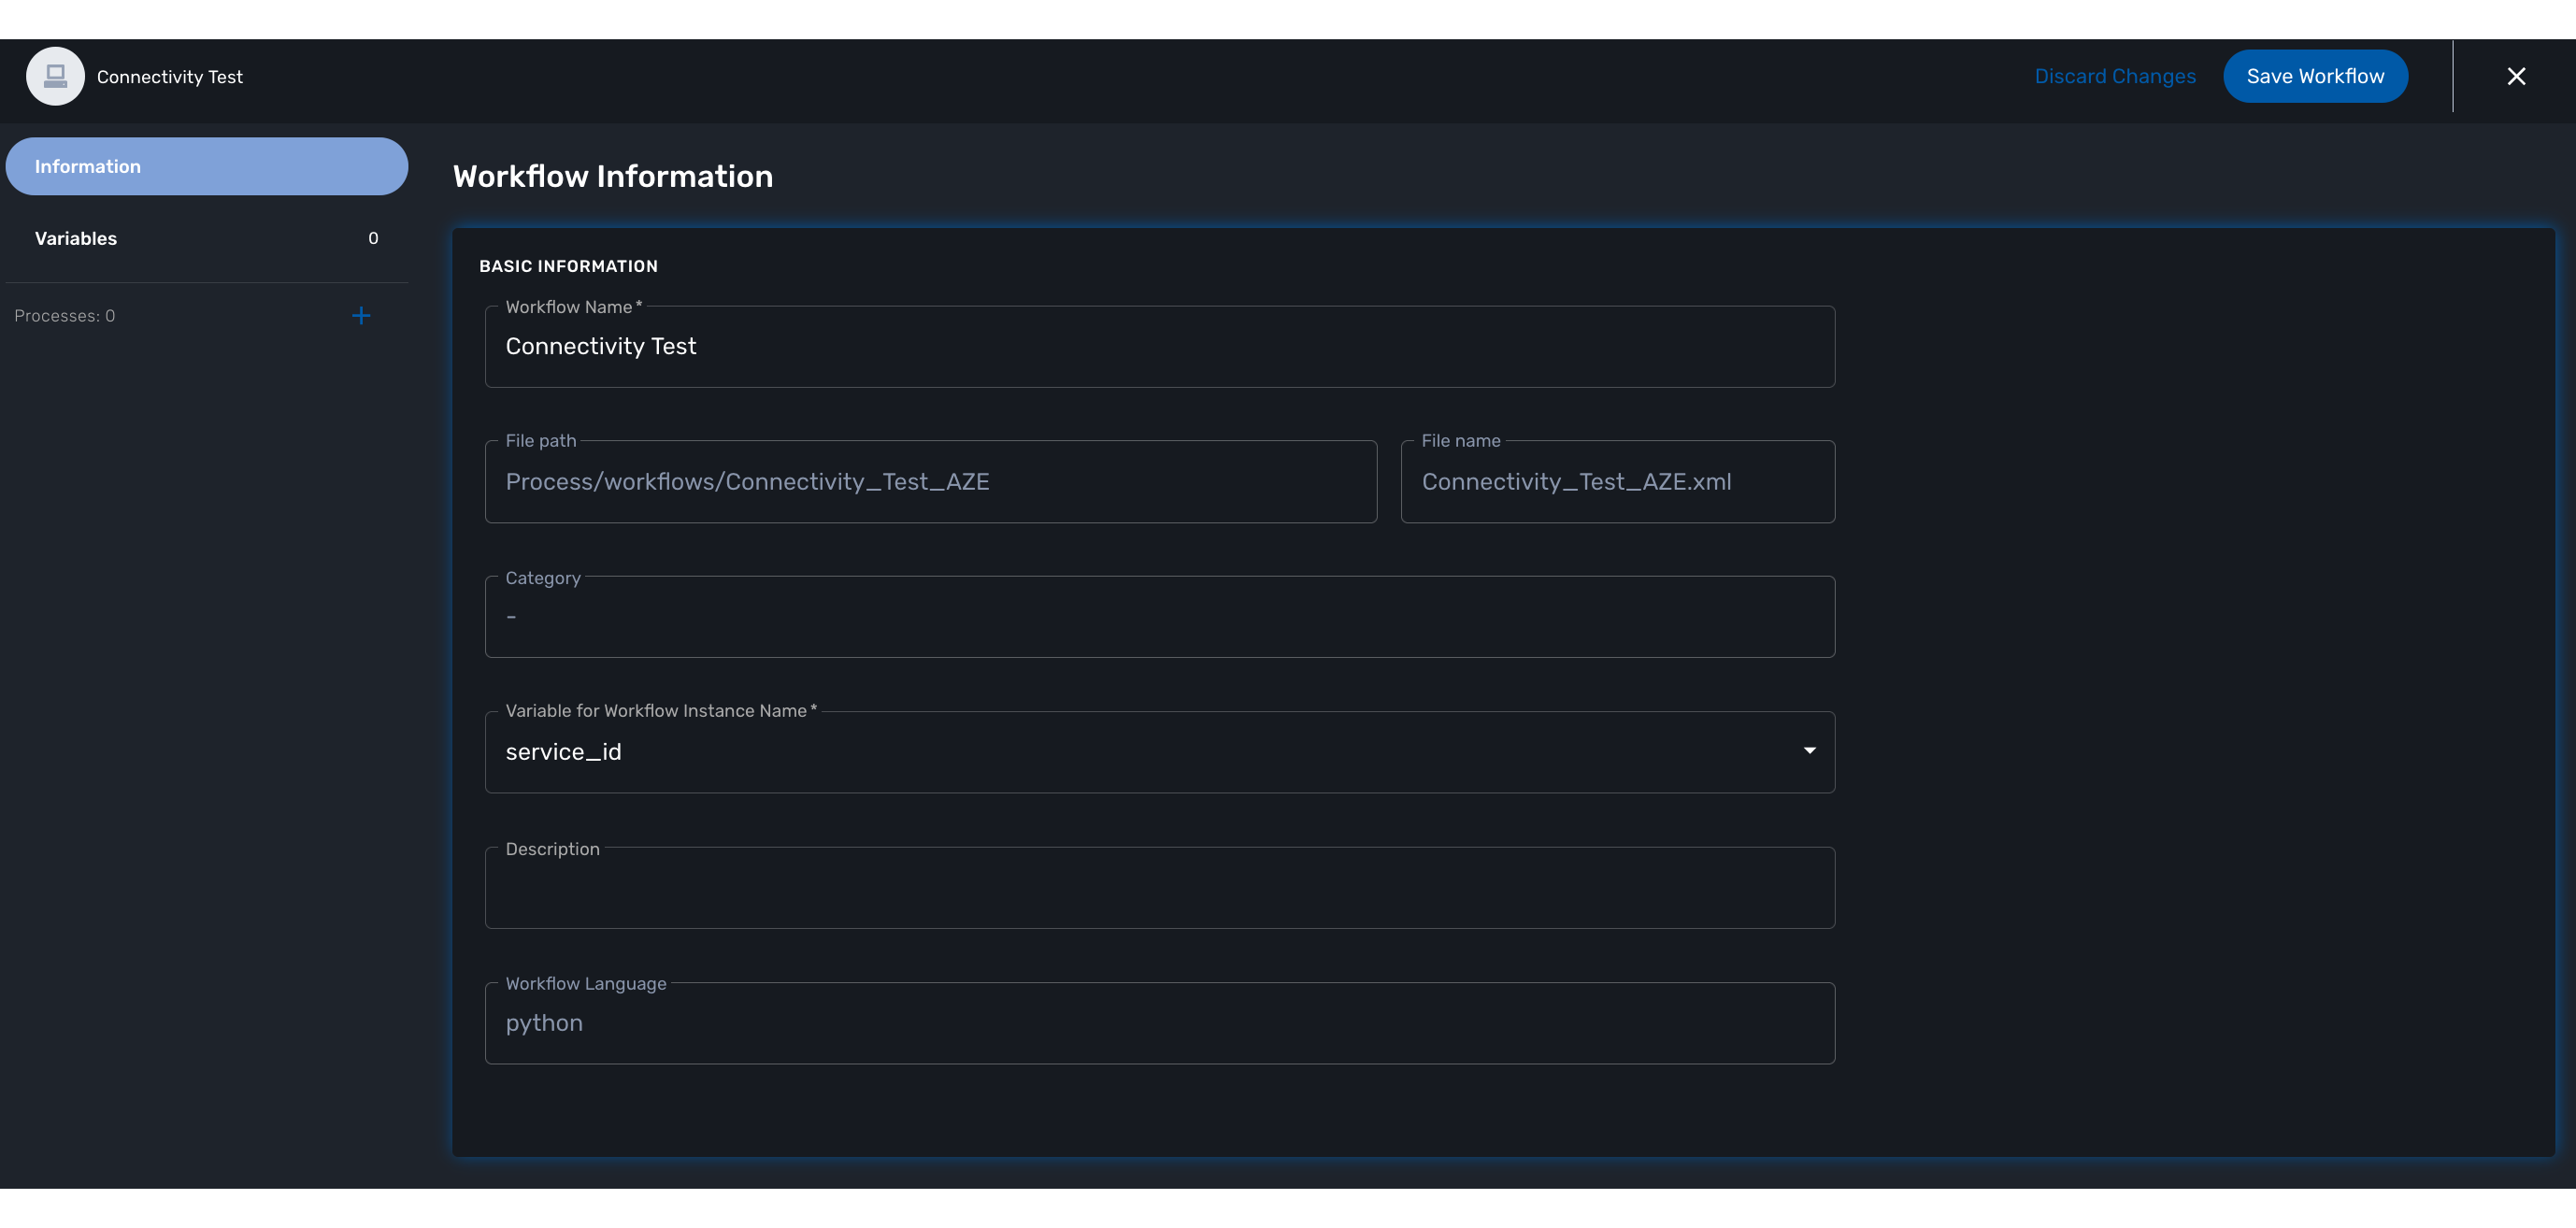 Connectivity Test
Discard Changes
Save Workflow
Information
Variables 0
Processes: 0
Workflow Information
BASIC INFORMATION
Workflow Name *
Connectivity Test
File path
Process/workflows/Connectivity_Test_AZE
File name
Connectivity_Test_AZE.xml
Category
-
Variable for Workflow Instance Name *
service_id
Description
Workflow Language
python